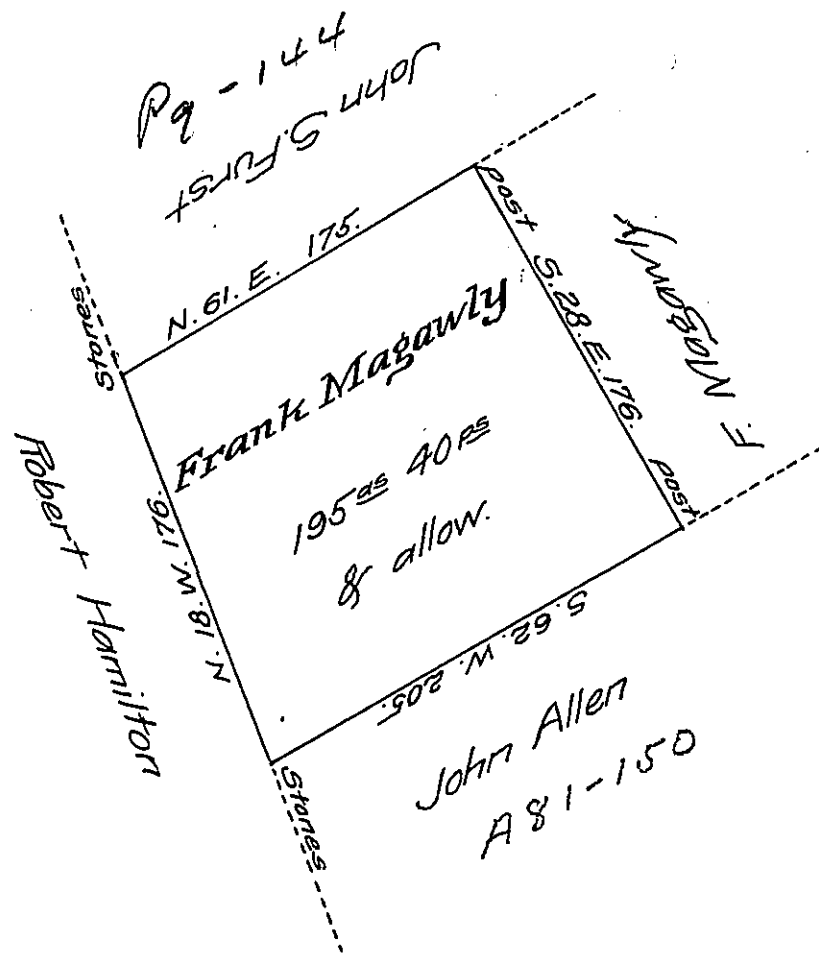 Pq - 144
John S. Furst
N. 61. E. 175.
post
S. 28. E. 176.
post
F. Magawly
Stones
Frank Magawly
195as 40ps
& allow.
Robert Hamilton
N. 18. W. 176.
S. 62. W. 205.
Stones
John Allen
A81-150